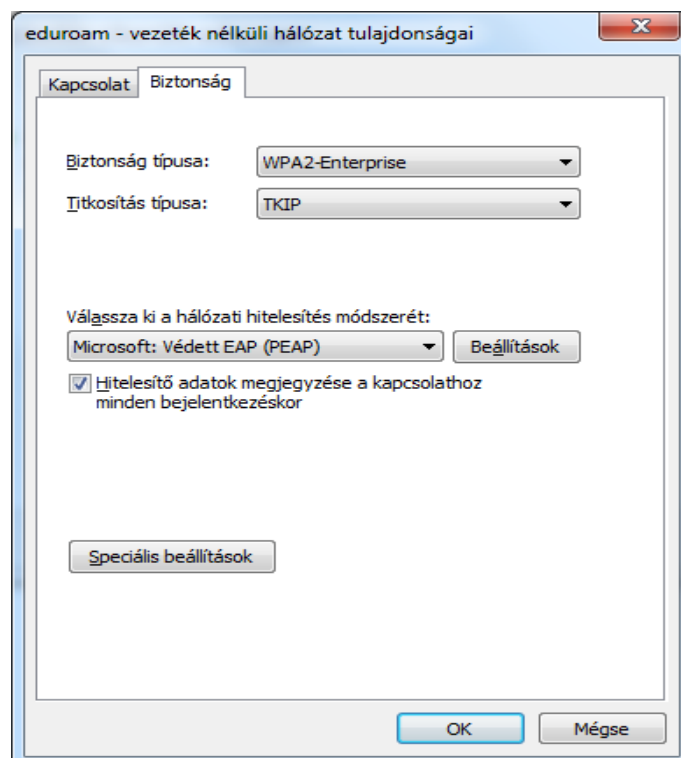 eduroam - vezeték nélküli hálózat tulajdonságai
Kapcsolat Biztonság
Biztonság típusa: WPA2-Enterprise
Titkosítás típusa: TKIP
Válassza ki a hálózati hitelesítés módszerét:
Microsoft: Védett EAP (PEAP) Beállítások
Hitelesítő adatok megjegyzése a kapcsolathoz
minden bejelentkezéskor
Speciális beállítások
OK Mégse